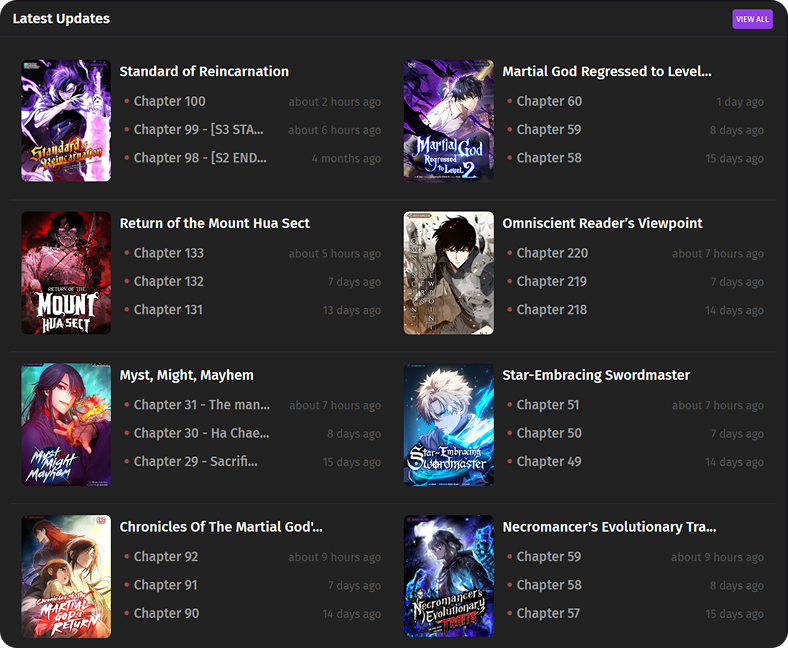 Latest Updates
VIEW ALL
Standard of Reincarnation
Chapter 100 about 2 hours ago
Chapter 99 - [S3 STA... about 6 hours ago
Chapter 98 - [S2 END... 4 months ago
Standard of Reincarnation
Martial God Regressed to Level...
Chapter 60 1 day ago
Chapter 59 8 days ago
Chapter 58 15 days ago
Martial God
Regressed
to Level 2
Return of the Mount Hua Sect
Chapter 133 about 5 hours ago
Chapter 132 7 days ago
Chapter 131 13 days ago
RETURN OF THE
MOUNT
HUA SECT
Omniscient Reader’s Viewpoint
Chapter 220 about 7 hours ago
Chapter 219 7 days ago
Chapter 218 14 days ago
OMNISCIENT
READER'S
VIEWPOINT
Myst, Might, Mayhem
Chapter 31 - The man... about 7 hours ago
Chapter 30 - Ha Chae... 8 days ago
Chapter 29 - Sacrifi... 15 days ago
Myst
Might
Mayhem
Star-Embracing Swordmaster
Chapter 51 about 7 hours ago
Chapter 50 7 days ago
Chapter 49 14 days ago
Star-Embracing
Swordmaster
Chronicles Of The Martial God'...
Chapter 92 about 9 hours ago
Chapter 91 7 days ago
Chapter 90 14 days ago
Chronicles Of The
MARTIAL
GOD'S
RETURN
Necromancer's Evolutionary Tra...
Chapter 59 about 9 hours ago
Chapter 58 8 days ago
Chapter 57 15 days ago
Necromancer's
Evolutionary
TRAITS